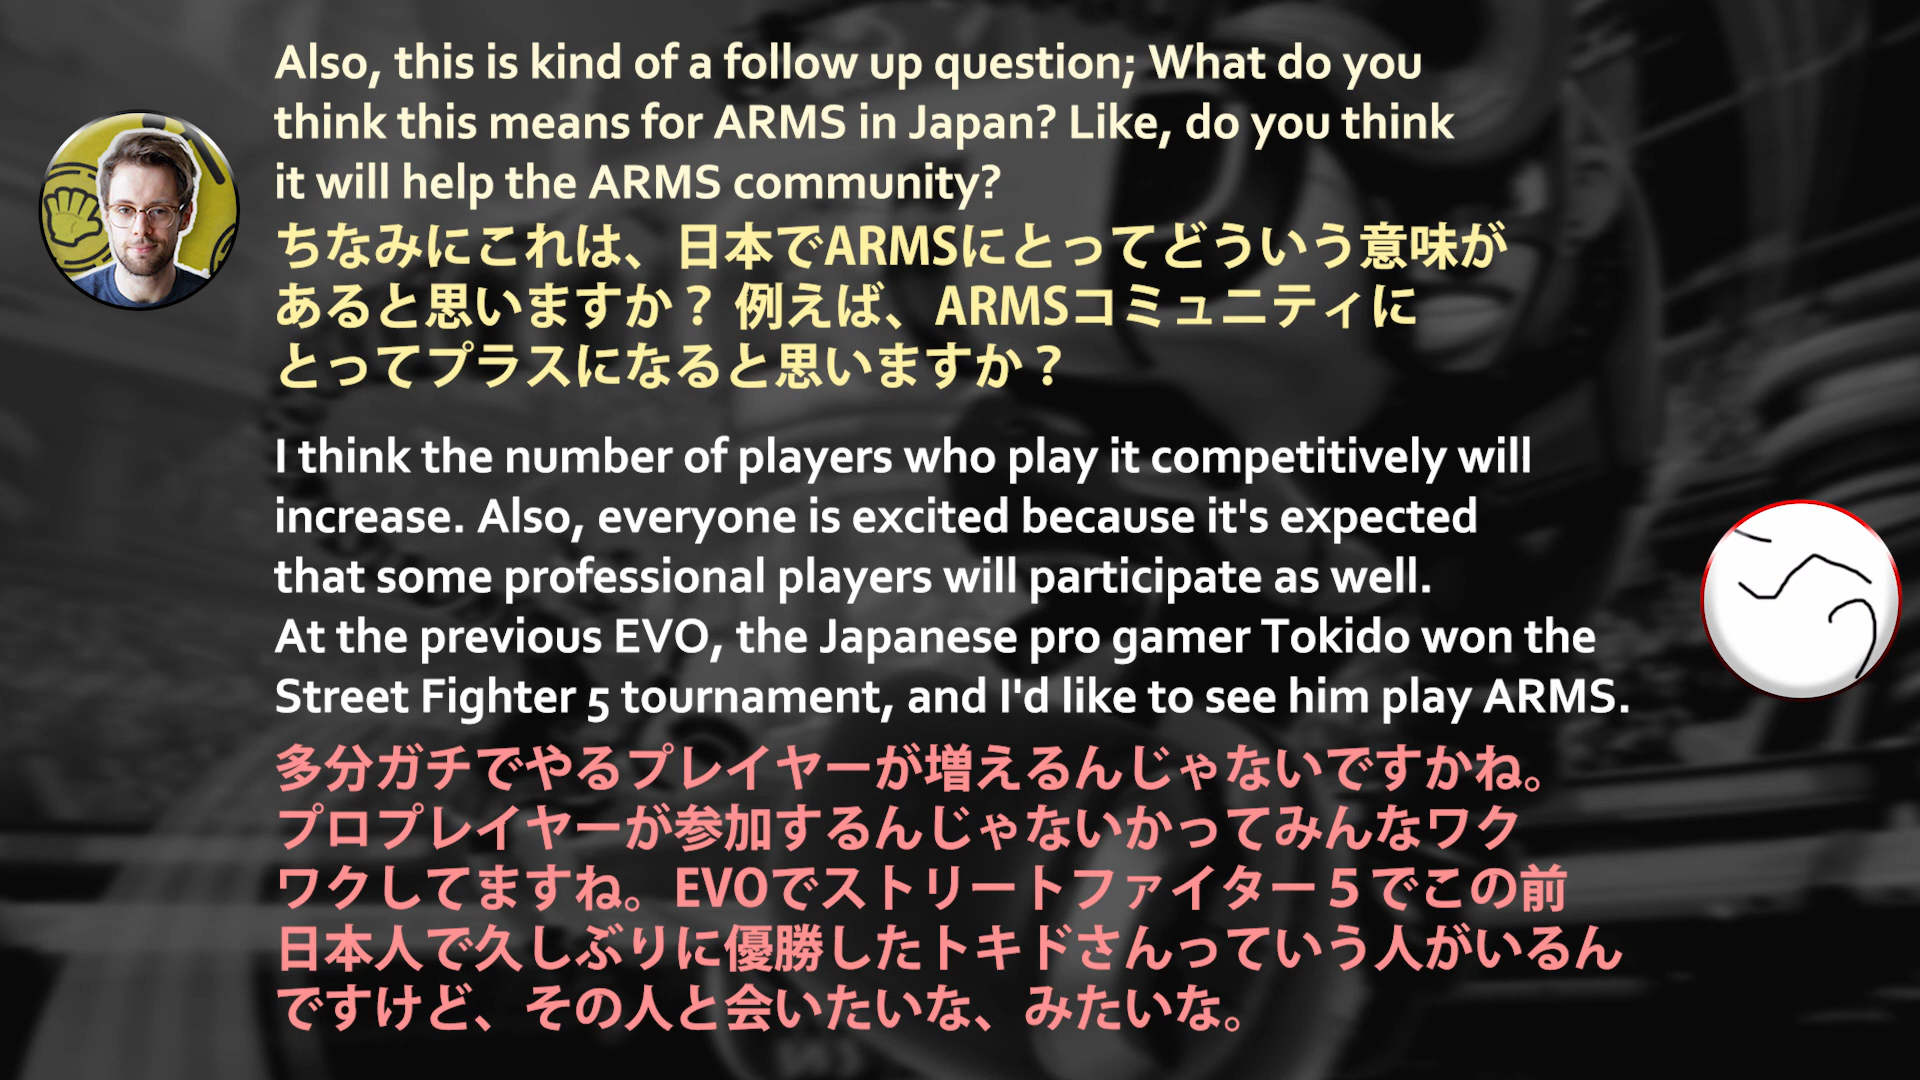 Also, this is kind of a follow up question; What do you
think this means for ARMS in Japan? Like, do you think
it will help the ARMS community?
ちなみにこれは、日本でARMSにとってどういう意味が
あると思いますか？ 例えば、ARMSコミュニティに
とってプラスになると思いますか？
I think the number of players who play it competitively will
increase. Also, everyone is excited because it's expected
that some professional players will participate as well.
At the previous EVO, the Japanese pro gamer Tokido won the
Street Fighter 5 tournament, and I'd like to see him play ARMS.
多分ガチでやるプレイヤーが増えるんじゃないですかね。
プロプレイヤーが参加するんじゃないかってみんなワク
ワクしてますね。EVOでストリートファイター５でこの前
日本人で久しぶりに優勝したトキドさんっていう人がいるん
ですけど、その人と会いたいな、みたいな。